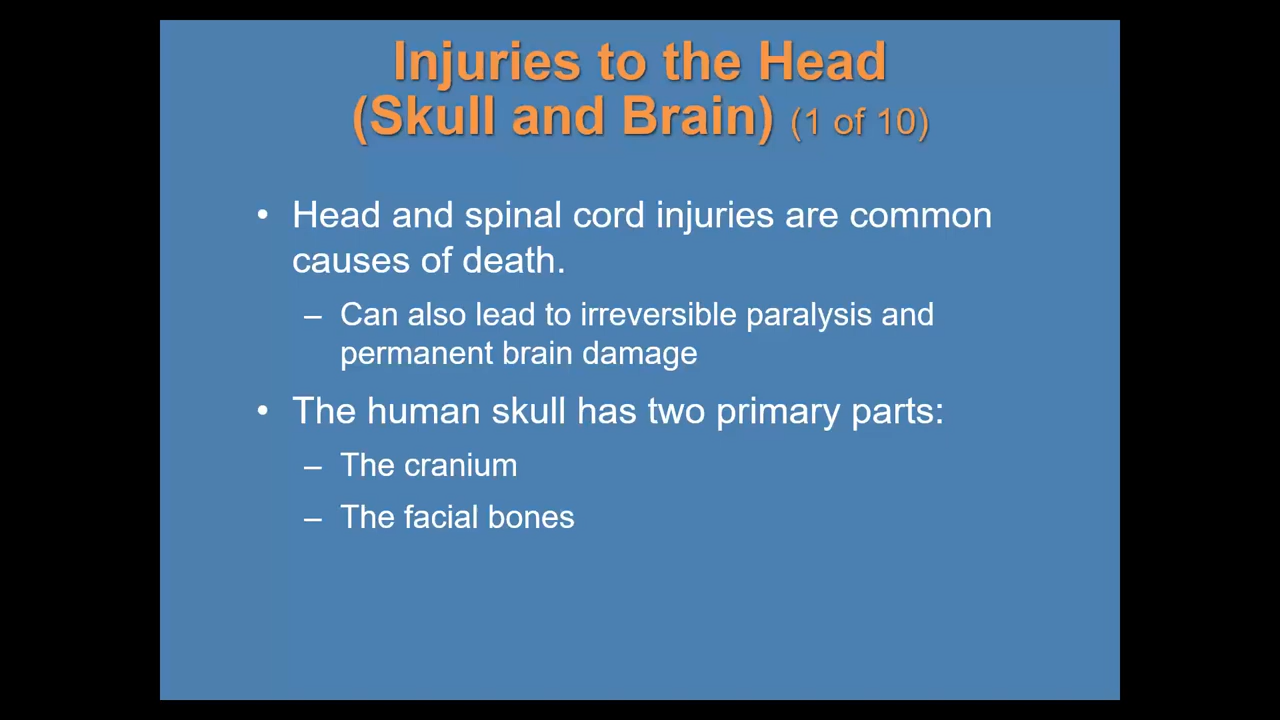 Injuries to the Head
(Skull and Brain) (1 of 10)
• Head and spinal cord injuries are common
causes of death.
– Can also lead to irreversible paralysis and
permanent brain damage
• The human skull has two primary parts:
– The cranium
– The facial bones